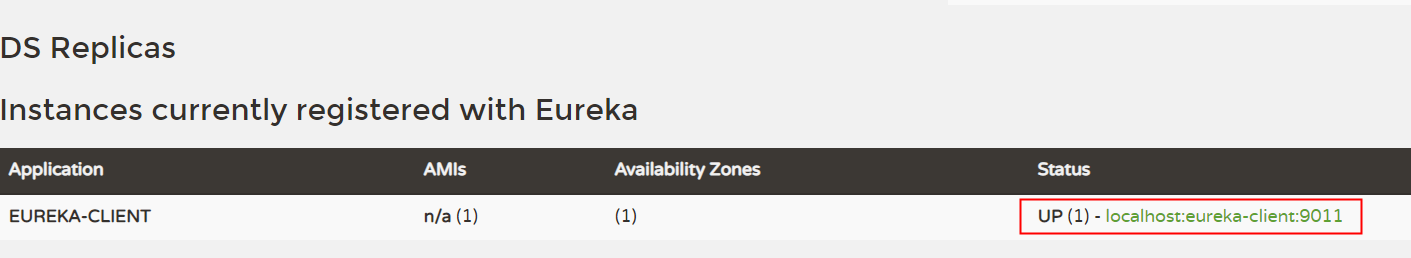 DS Replicas
Instances currently registered with Eureka
Application AMIs Availability Zones Status
EUREKA-CLIENT n/a (1) (1) UP (1) - localhost:eureka-client:9011